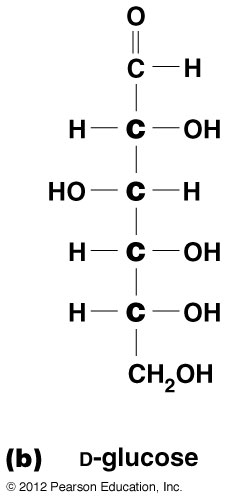 O
C—H
H—C—OH
HO—C—H
H—C—OH
H—C—OH
CH₂OH
(b) D-glucose
© 2012 Pearson Education, Inc.